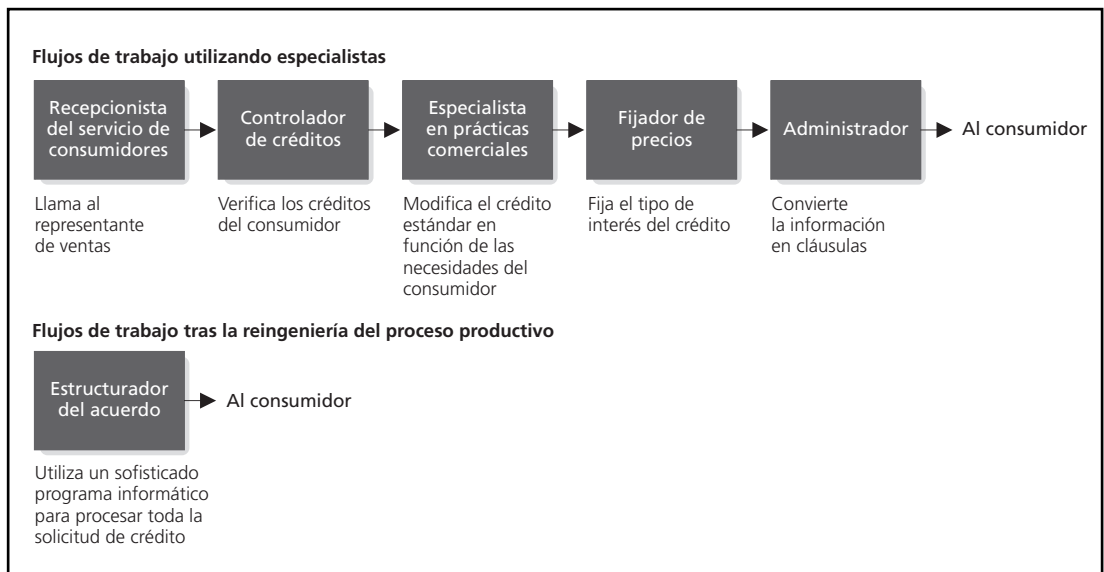 Flujos de trabajo utilizando especialistas
Recepcionista
del servicio de
consumidores
Controlador
de créditos
Especialista
en prácticas
comerciales
Fijador de
precios
Administrador
Al consumidor
Llama al
representante
de ventas
Verifica los créditos
del consumidor
Modifica el crédito
estándar en
función de las
necesidades del
consumidor
Fija el tipo de
interés del crédito
Convierte
la información
en cláusulas
Flujos de trabajo tras la reingeniería del proceso productivo
Estructurador
del acuerdo
Al consumidor
Utiliza un sofisticado
programa informático
para procesar toda la
solicitud de crédito